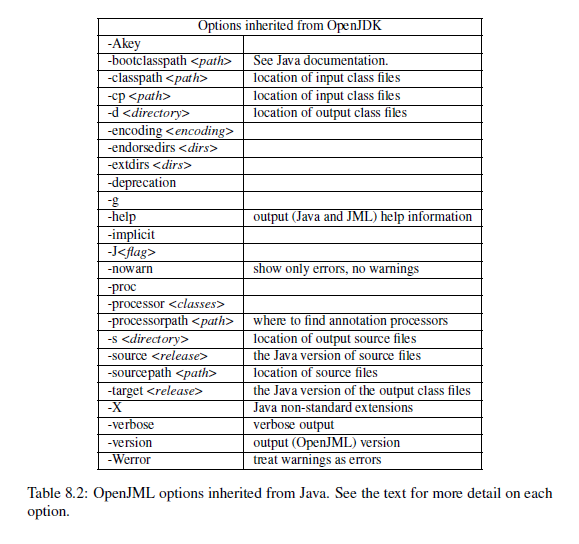 Options inherited from OpenJDK
-Akey
-bootclasspath <path> See Java documentation.
-classpath <path> location of input class files
-cp <path> location of input class files
-d <directory> location of output class files
-encoding <encoding>
-endorsedirs <dirs>
-extdirs <dirs>
-deprecation
-g
-help output (Java and JML) help information
-implicit
-J<flag>
-nowarn show only errors, no warnings
-proc
-processor <classes>
-processorpath <path> where to find annotation processors
-s <directory> location of output source files
-source <release> the Java version of source files
-sourcepath <path> location of source files
-target <release> the Java version of the output class files
-X Java non-standard extensions
-verbose verbose output
-version output (OpenJML) version
-Werror treat warnings as errors
Table 8.2: OpenJML options inherited from Java. See the text for more detail on each
option.